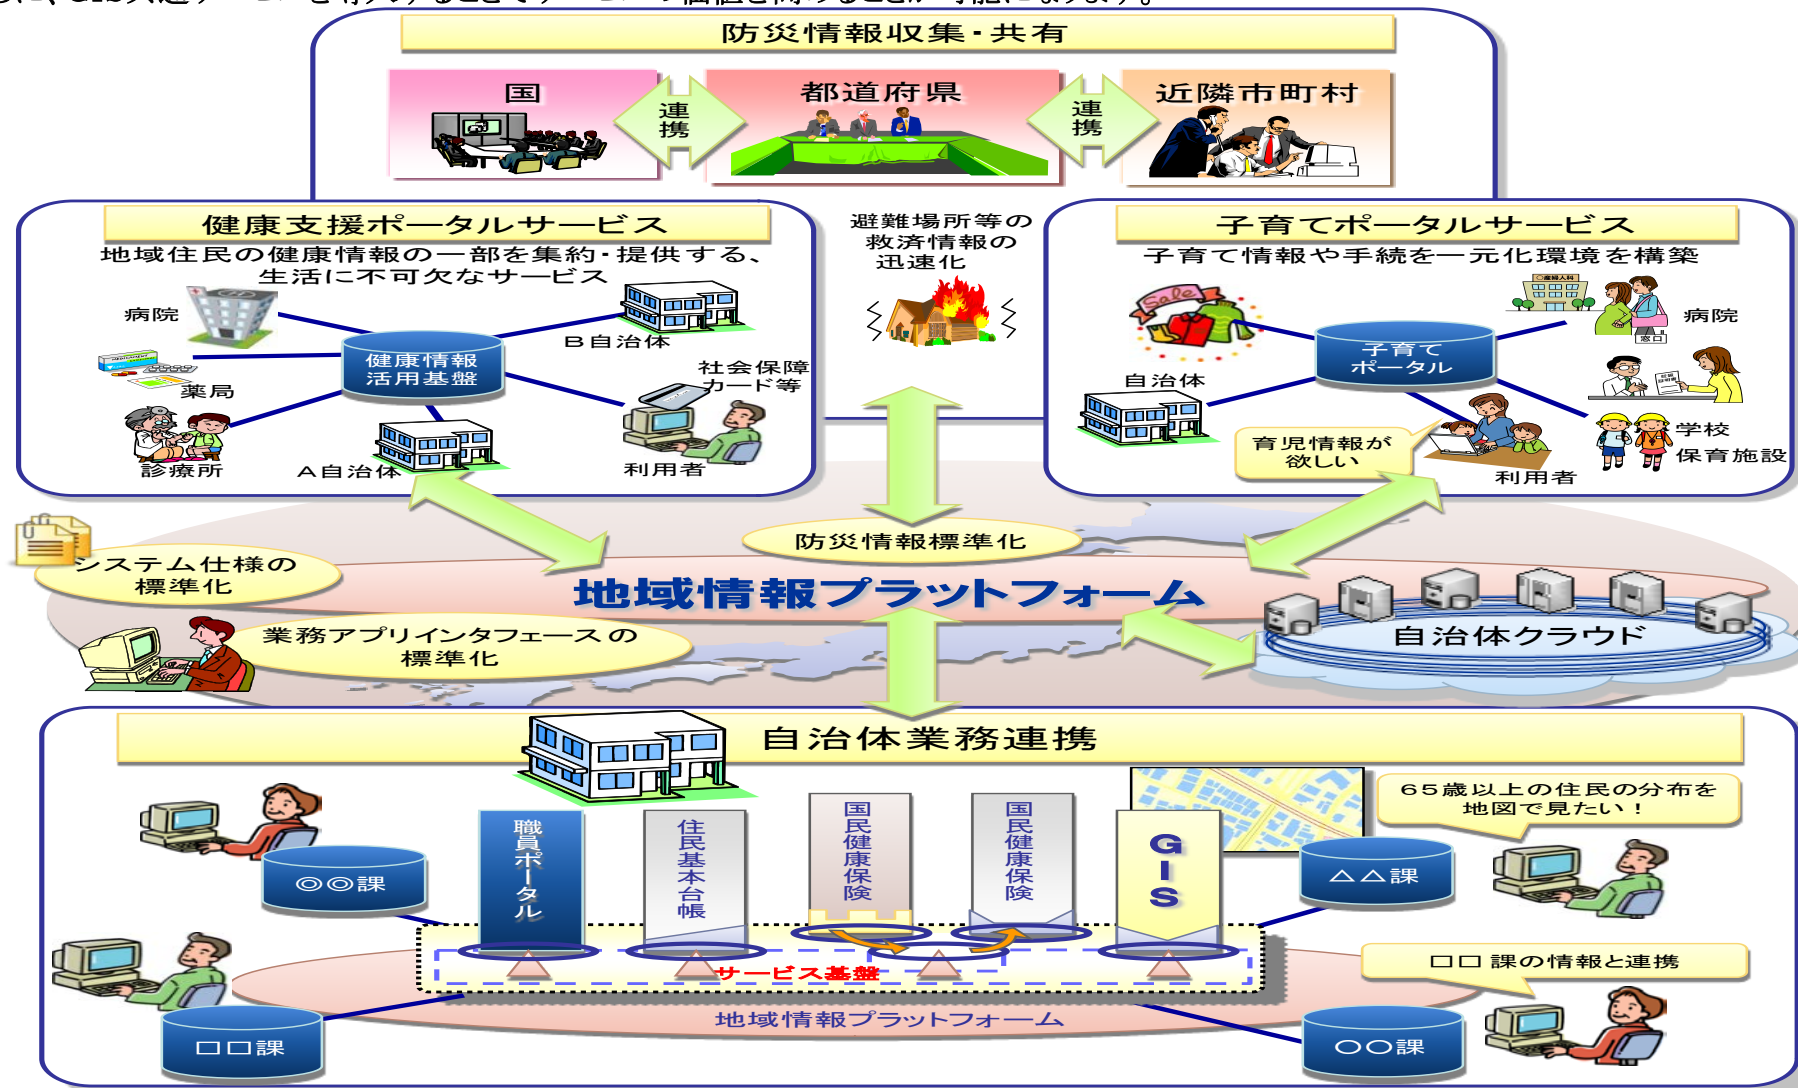 防災情報収集・共有
国
連携
都道府県
連携
近隣市町村
健康支援ポータルサービス
地域住民の健康情報の一部を集約・提供する、
生活に不可欠なサービス
病院
薬局
診療所
健康情報
活用基盤
B自治体
社会保障
カード等
A自治体
利用者
避難場所等の
救済情報の
迅速化
子育てポータルサービス
子育て情報や手続を一元化環境を構築
Sale
○産婦人科
病院
窓口
子育て
ポータル
自治体
育児情報が
欲しい
利用者
学校
保育施設
防災情報標準化
システム仕様の
標準化
地域情報プラットフォーム
業務アプリインタフェースの
標準化
自治体クラウド
自治体業務連携
65歳以上の住民の分布を
地図で見たい！
◎◎課
職員ポータル
住民基本台帳
国民健康保険
国民健康保険
GIS
△△課
サービス基盤
□□課の情報と連携
地域情報プラットフォーム
□□課
○○課